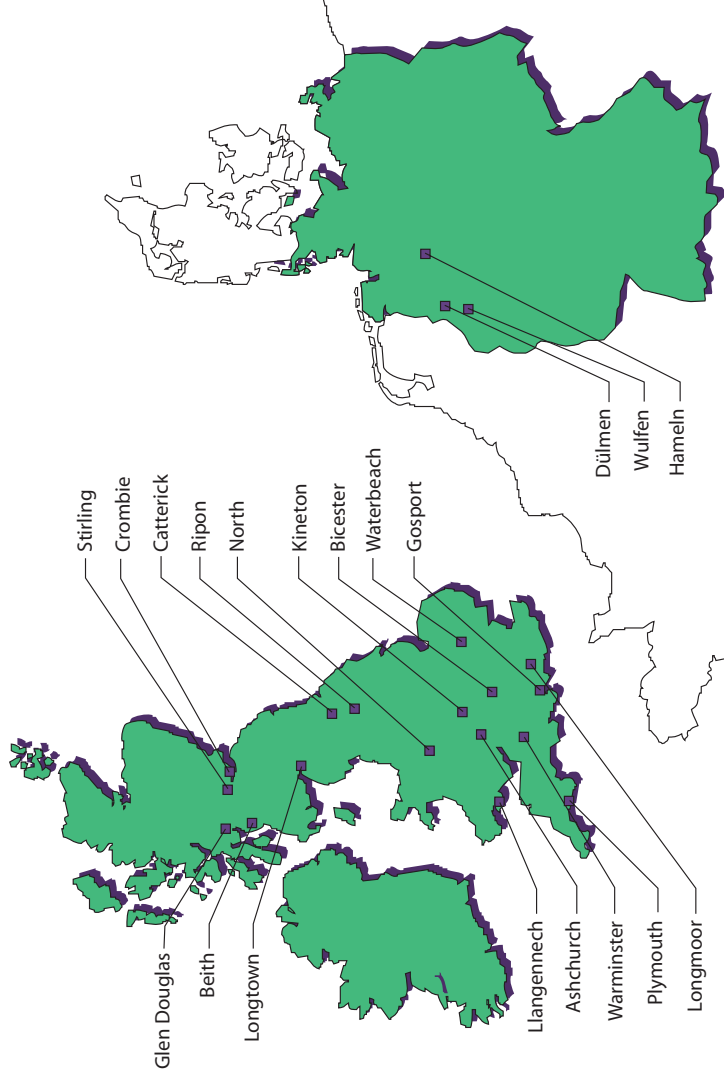 Stirling
Crombie
Catterick
Ripon
North
Kineton
Bicester
Waterbeach
Gosport
Glen Douglas
Beith
Longtown
Llangennech
Ashchurch
Warminster
Plymouth
Longmoor
Dülmen
Wulfen
Hameln